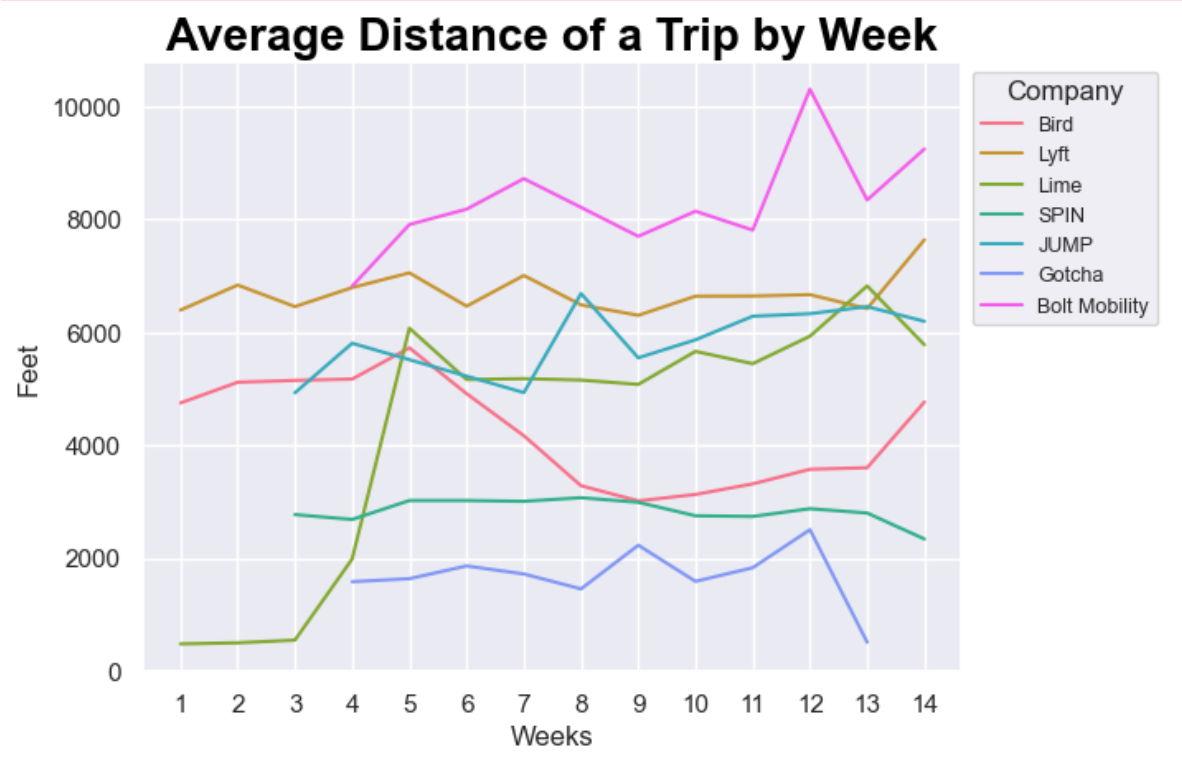 Average Distance of a Trip by Week
Company
Bird
Lyft
Lime
SPIN
JUMP
Gotcha
Bolt Mobility
Feet
10000
8000
6000
4000
2000
0
1 2 3 4 5 6 7 8 9 10 11 12 13 14
Weeks